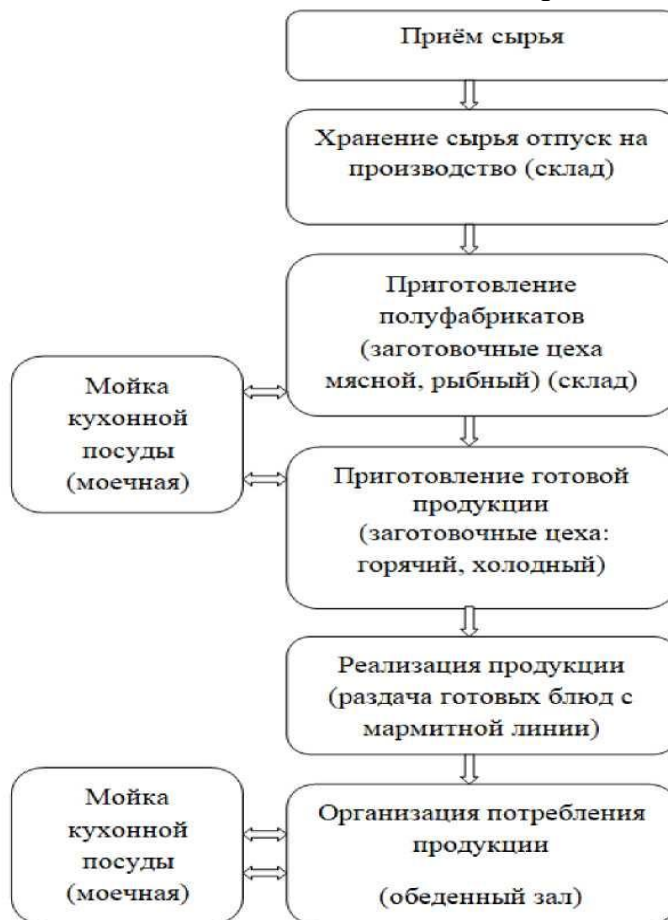 Приём сырья
Хранение сырья отпуск на
производство (склад)
Приготовление
полуфабрикатов
(заготовочные цеха
мясной, рыбный) (склад)
Мойка
кухонной
посуды
(моечная)
Приготовление готовой
продукции
(заготовочные цеха:
горячий, холодный)
Реализация продукции
(раздача готовых блюд с
мармитной линии)
Мойка
кухонной
посуды
(моечная)
Организация потребления
продукции
(обеденный зал)